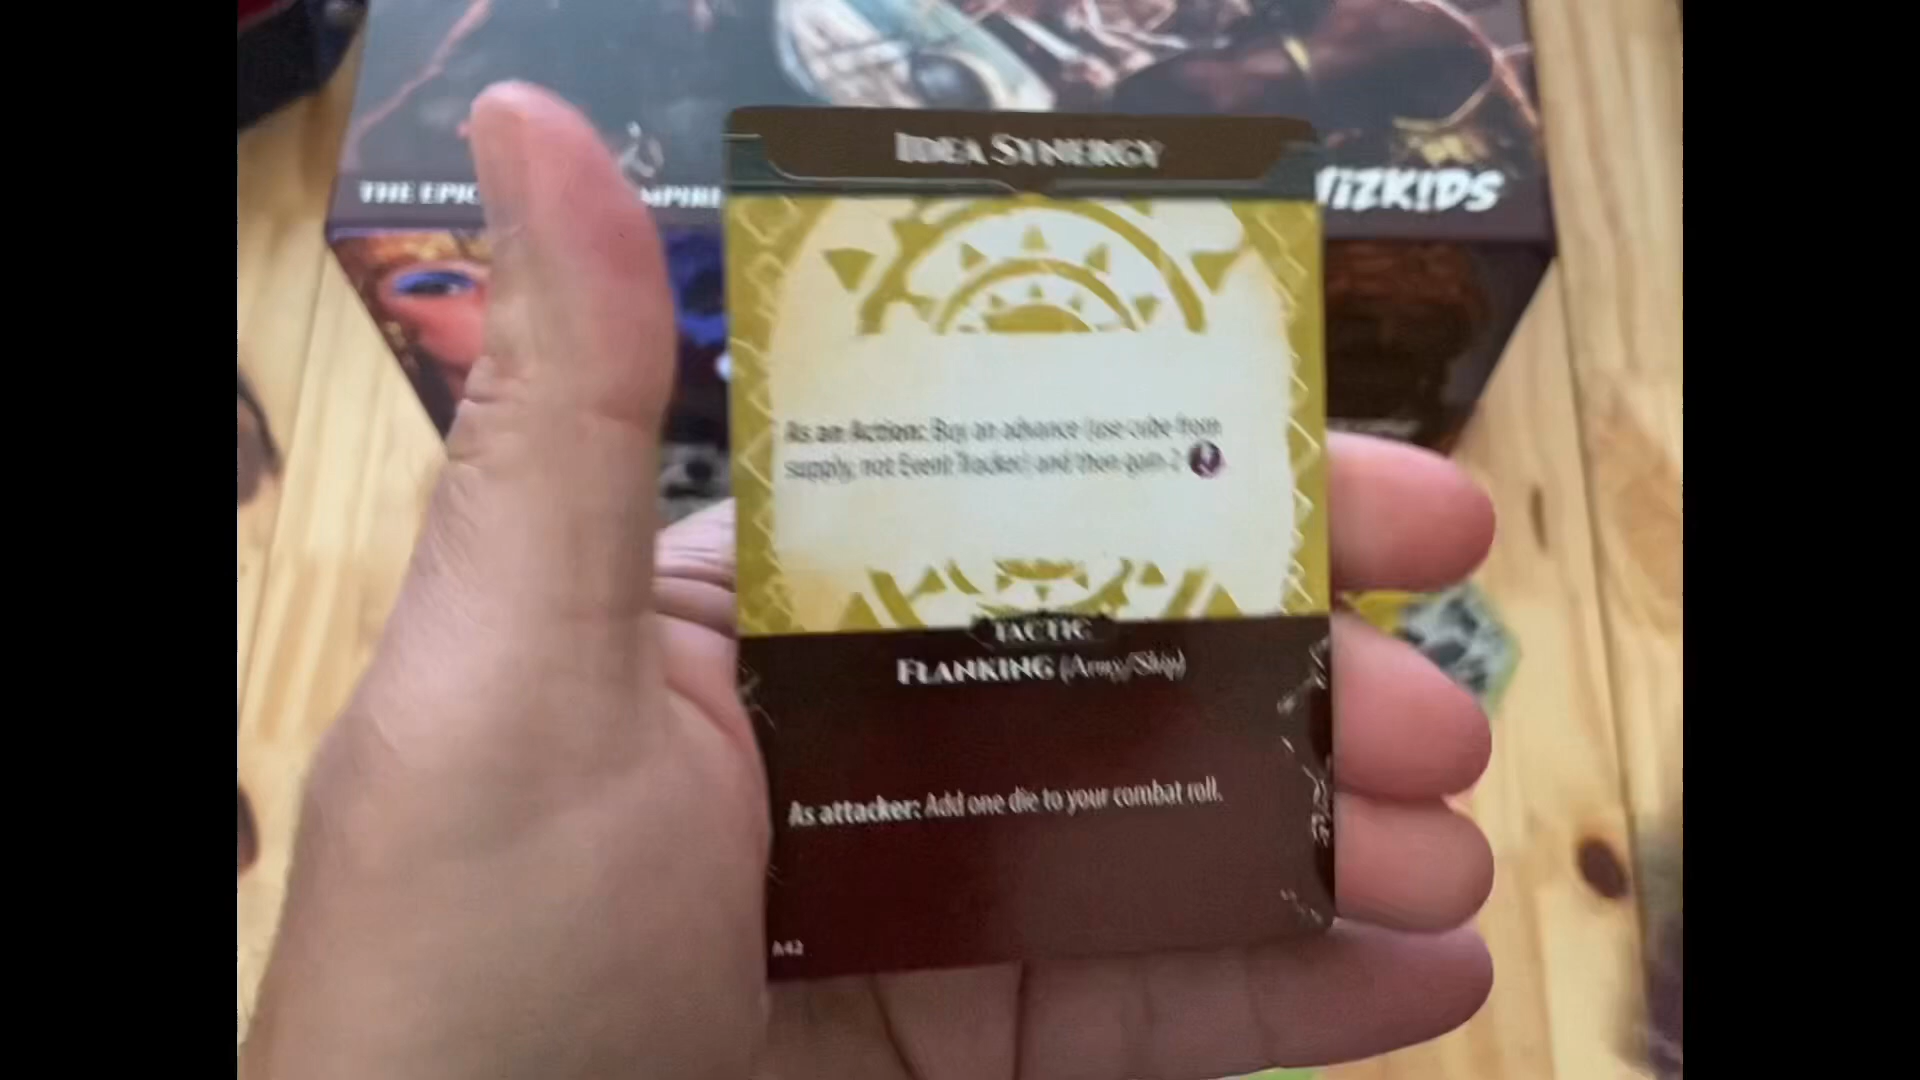 THE EPIC
WIZKIDS
IDEA SYNERGY
As an Action: Buy an advance (use cube from
supply, not Event Tracker) and then gain 2
TACTIC
FLANKING (Army/Ship)
As attacker: Add one die to your combat roll.
A42